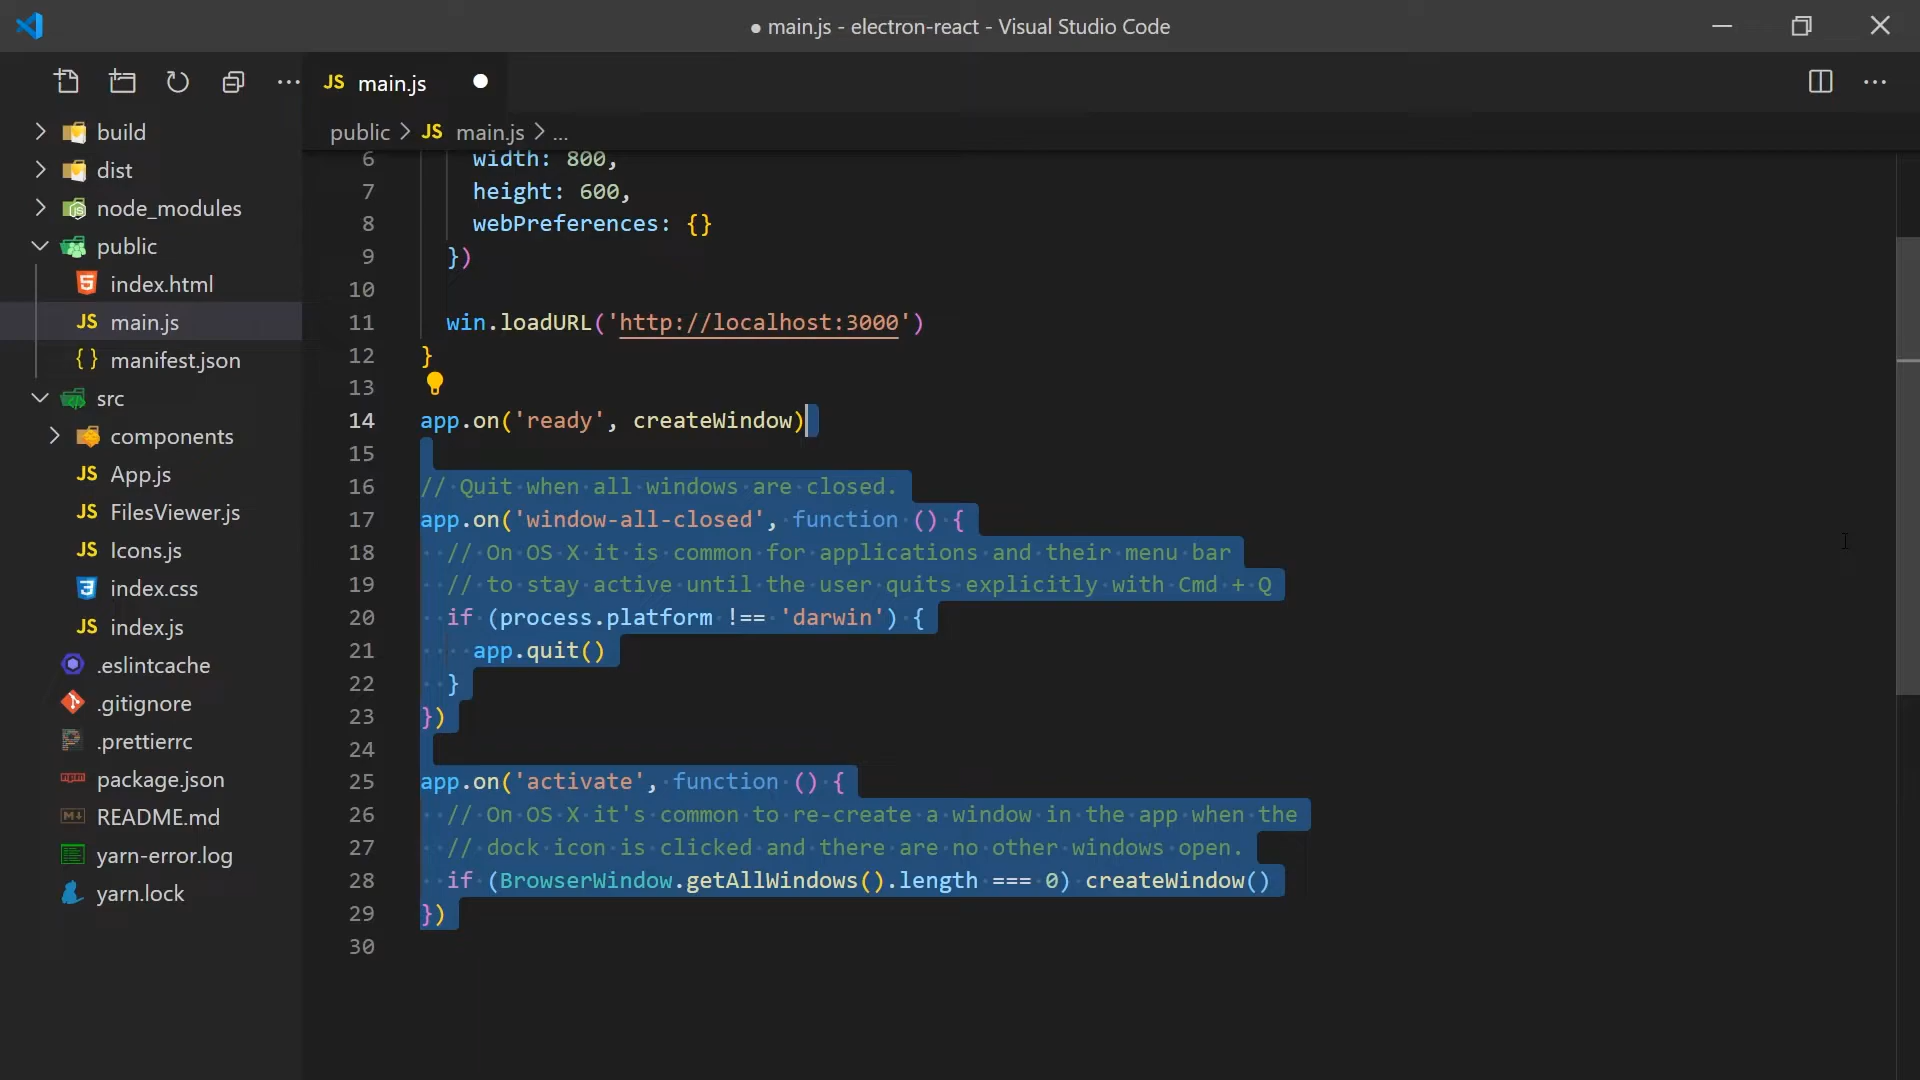 ● main.js - electron-react - Visual Studio Code
JS main.js
public > JS main.js > ...
build
dist
node_modules
public
index.html
JS main.js
{ } manifest.json
src
components
JS App.js
JS FilesViewer.js
JS Icons.js
index.css
JS index.js
.eslintcache
.gitignore
.prettierrc
package.json
README.md
yarn-error.log
yarn.lock
6 width: 800,
7 height: 600,
8 webPreferences: {}
9 })
10
11 win.loadURL('http://localhost:3000')
12 }
13
14 app.on('ready', createWindow)
15
16 // Quit when all windows are closed.
17 app.on('window-all-closed', function () {
18 // On OS X it is common for applications and their menu bar
19 // to stay active until the user quits explicitly with Cmd + Q
20 if (process.platform !== 'darwin') {
21 app.quit()
22 }
23 })
24
25 app.on('activate', function () {
26 // On OS X it's common to re-create a window in the app when the
27 // dock icon is clicked and there are no other windows open.
28 if (BrowserWindow.getAllWindows().length === 0) createWindow()
29 })
30